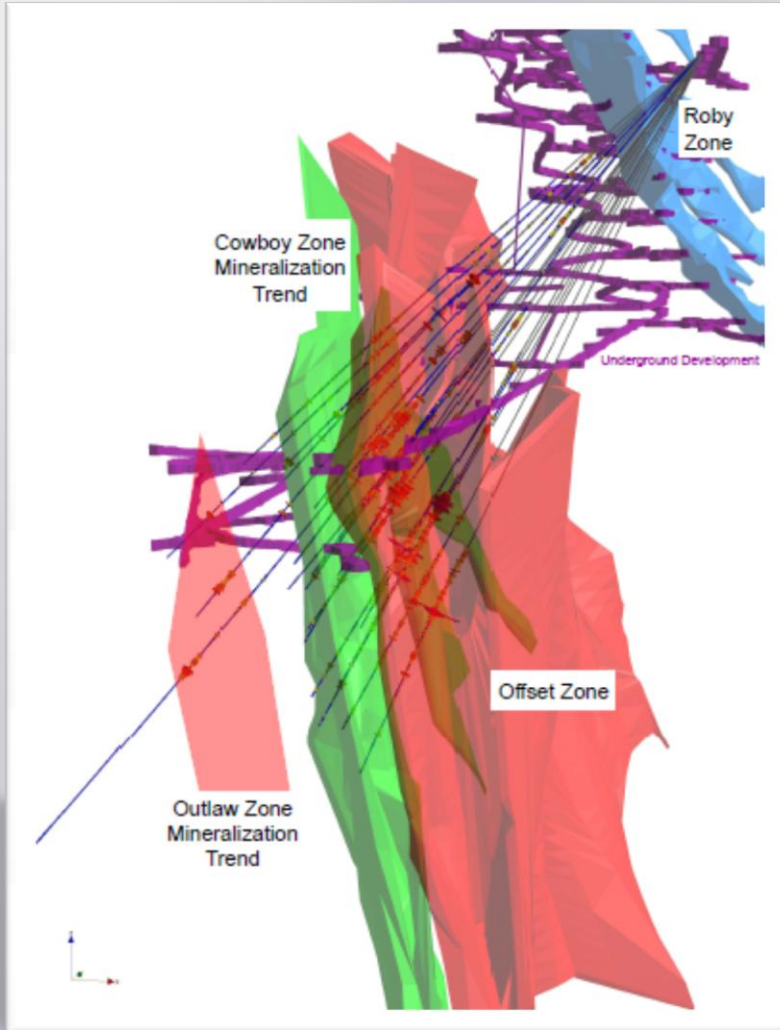 Roby
Zone
Cowboy Zone
Mineralization
Trend
Underground Development
Offset Zone
Outlaw Zone
Mineralization
Trend